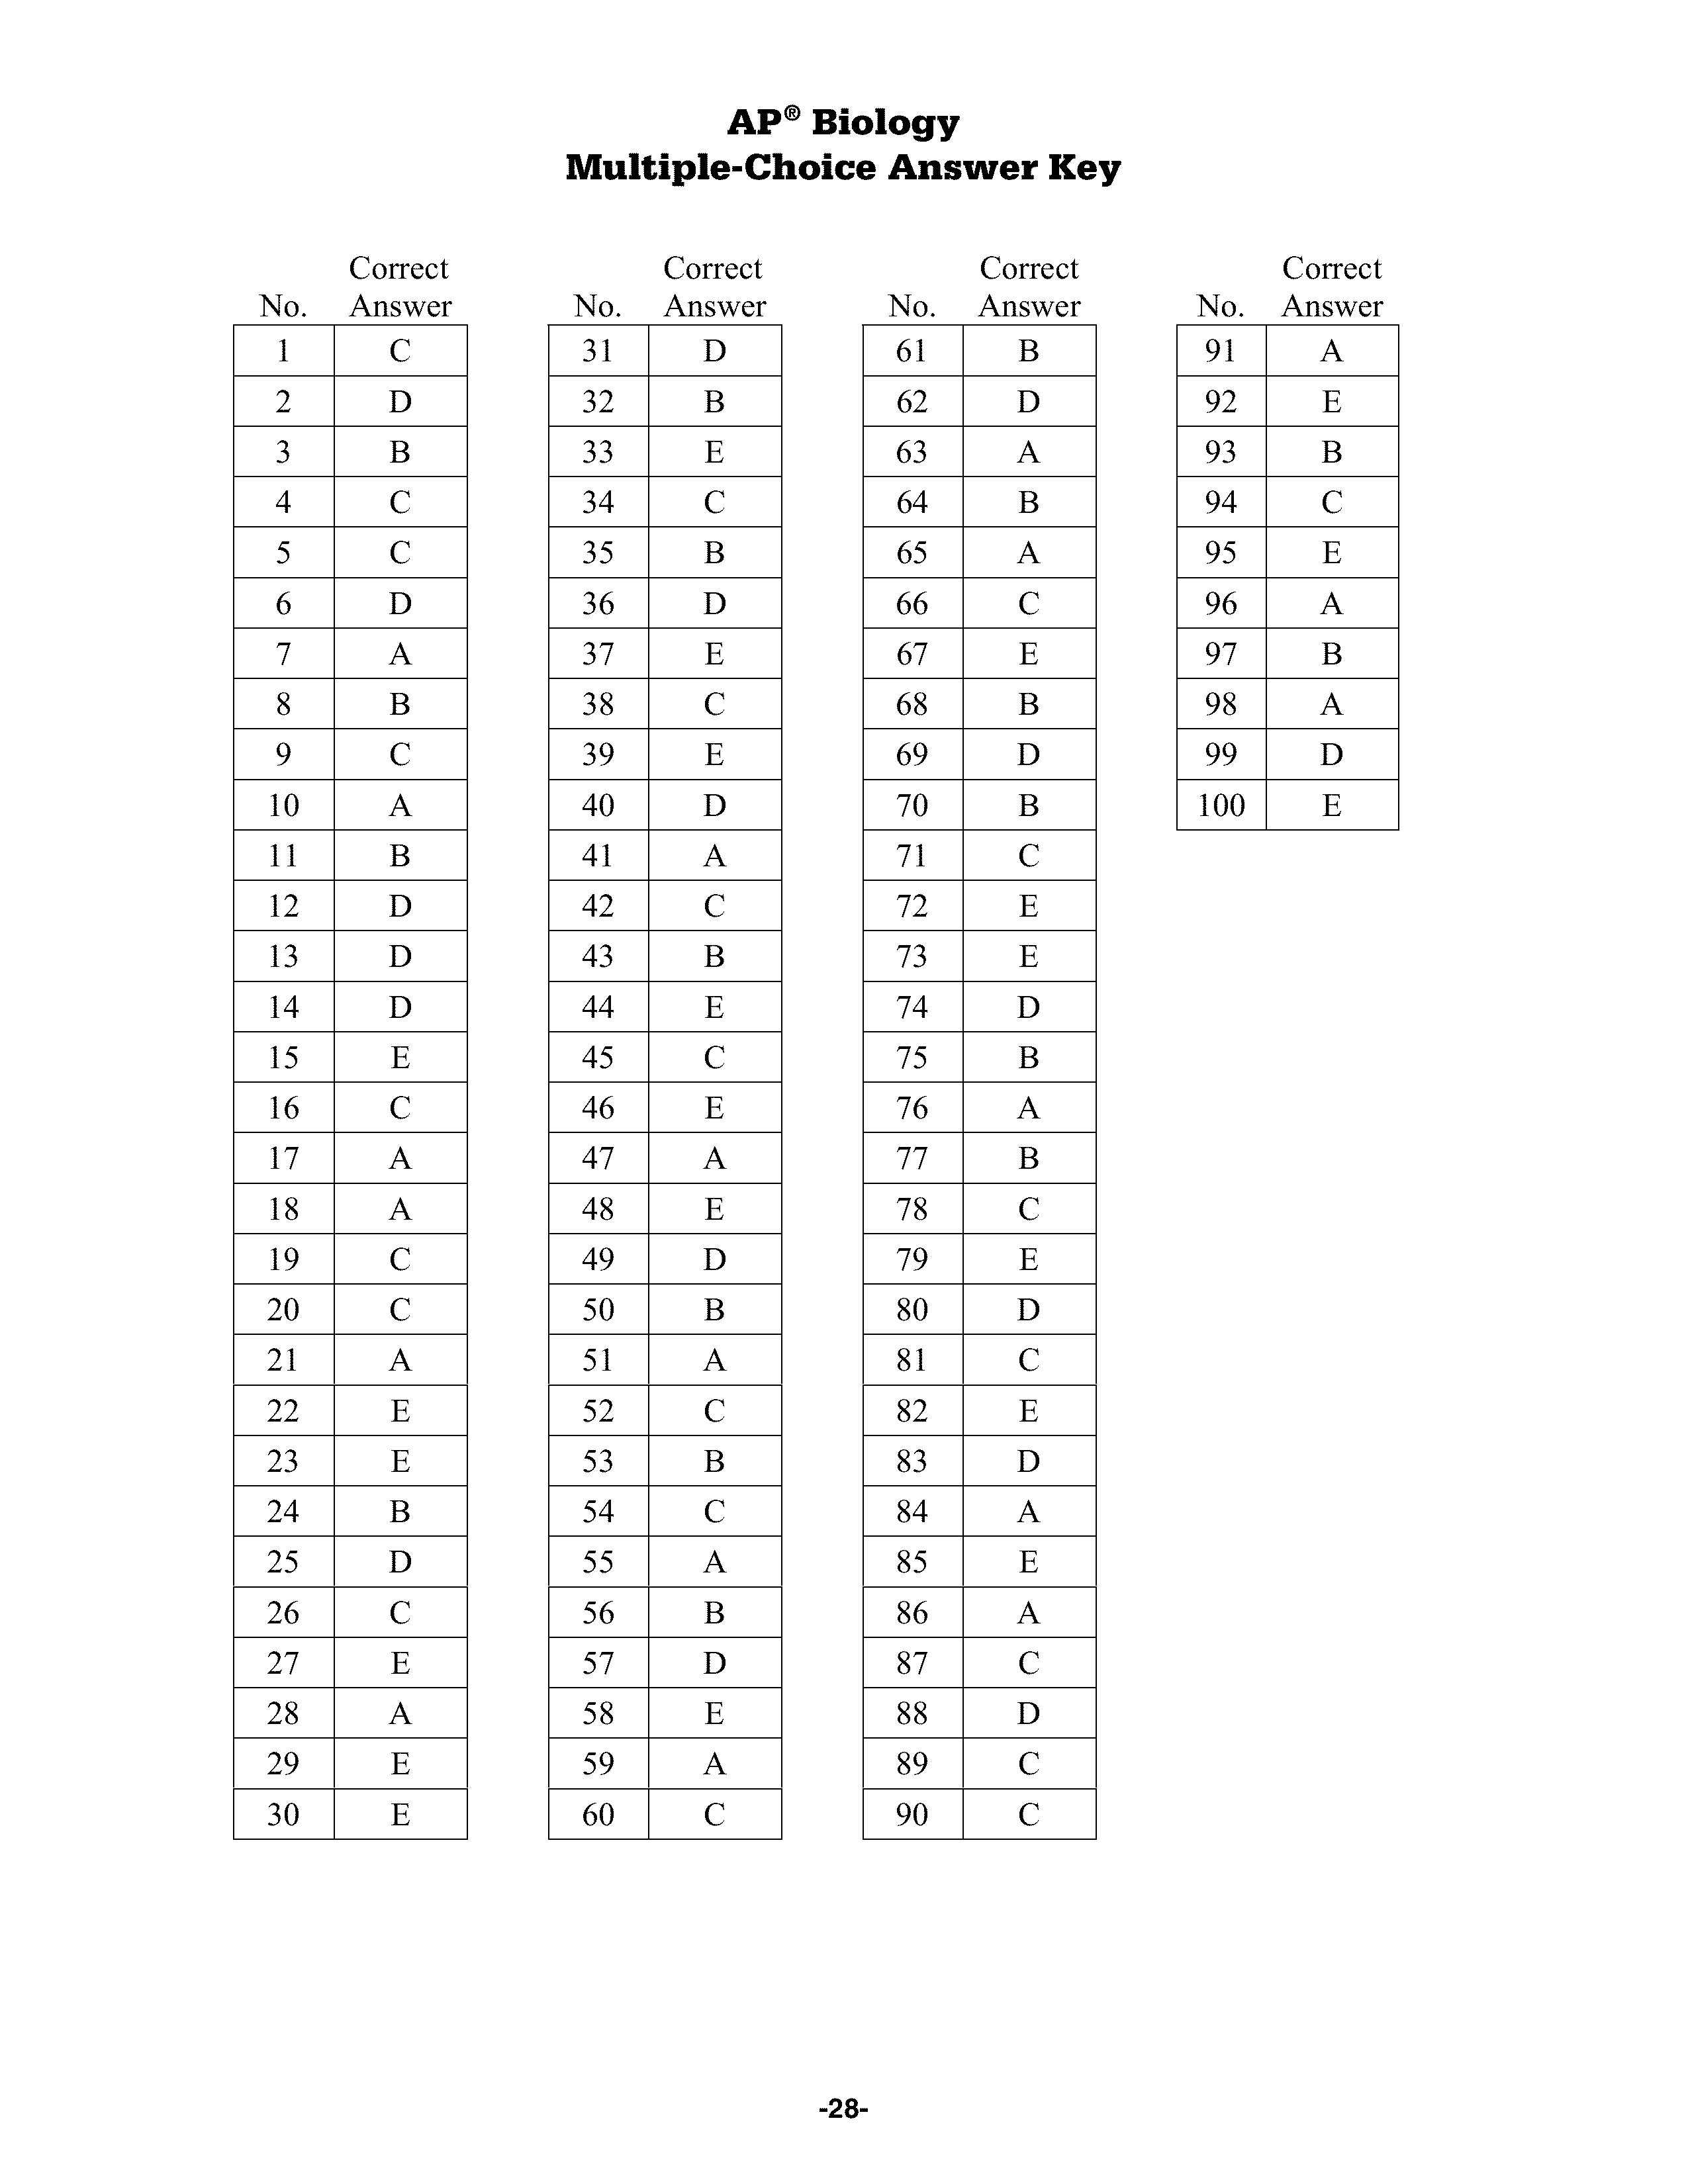 AP® Biology
Multiple-Choice Answer Key
Correct Correct Correct Correct
No. Answer No. Answer No. Answer No. Answer
1 C 31 D 61 B 91 A
2 D 32 B 62 D 92 E
3 B 33 E 63 A 93 B
4 C 34 C 64 B 94 C
5 C 35 B 65 A 95 E
6 D 36 D 66 C 96 A
7 A 37 E 67 E 97 B
8 B 38 C 68 B 98 A
9 C 39 E 69 D 99 D
10 A 40 D 70 B 100 E
11 B 41 A 71 C
12 D 42 C 72 E
13 D 43 B 73 E
14 D 44 E 74 D
15 E 45 C 75 B
16 C 46 E 76 A
17 A 47 A 77 B
18 A 48 E 78 C
19 C 49 D 79 E
20 C 50 B 80 D
21 A 51 A 81 C
22 E 52 C 82 E
23 E 53 B 83 D
24 B 54 C 84 A
25 D 55 A 85 E
26 C 56 B 86 A
27 E 57 D 87 C
28 A 58 E 88 D
29 E 59 A 89 C
30 E 60 C 90 C
-28-